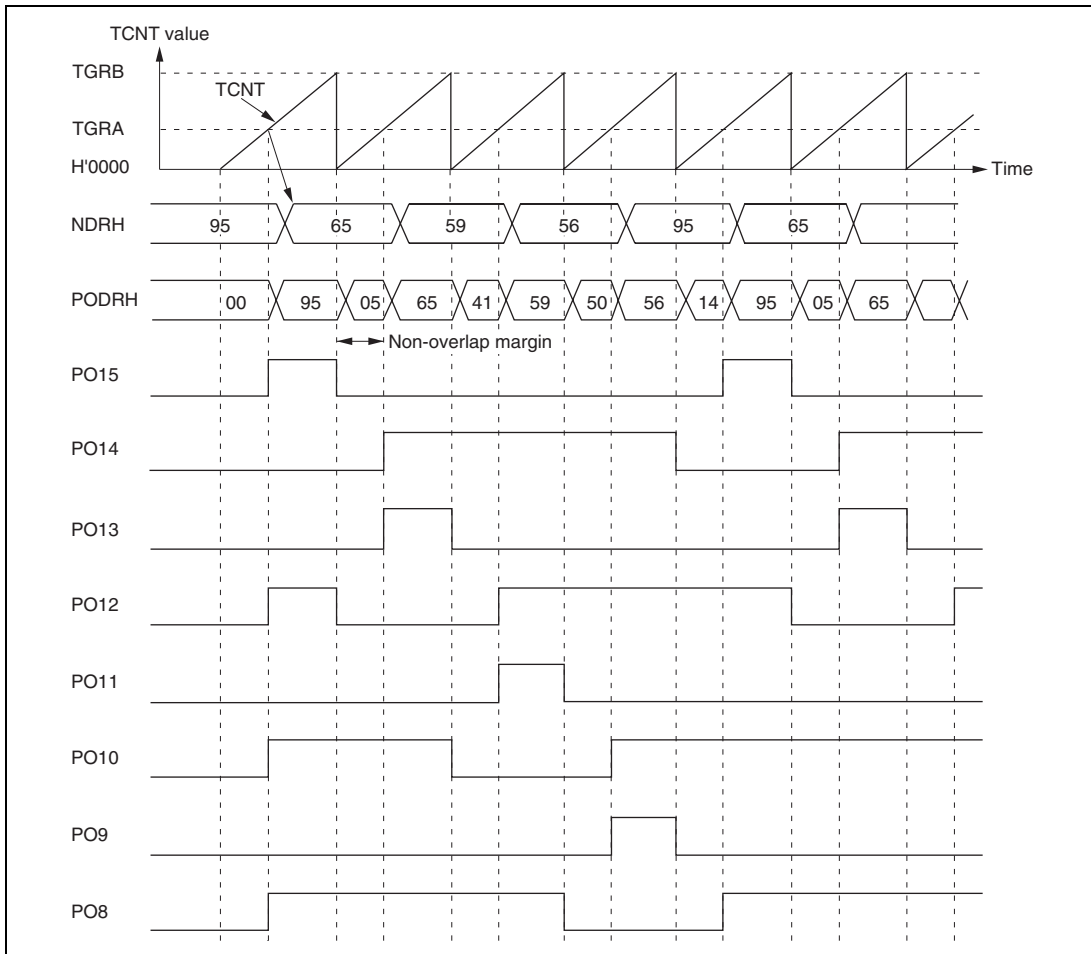 TCNT value
TGRB
TCNT
TGRA
H'0000
Time
NDRH
95 65 59 56 95 65
PODRH
00 95 05 65 41 59 50 56 14 95 05 65
Non-overlap margin
PO15
PO14
PO13
PO12
PO11
PO10
PO9
PO8